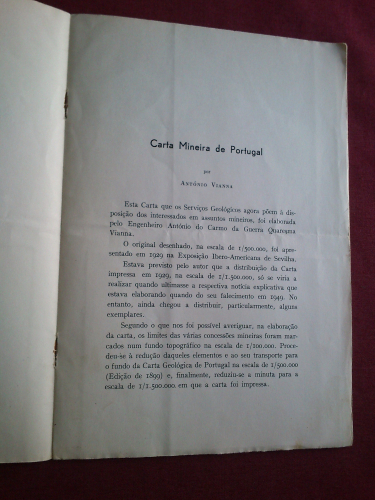 Carta Mineira de Portugal
por
António Vianna
Esta Carta que os Serviços Geológicos agora põem à dis-
posição dos interessados em assuntos mineiros, foi elaborada
pelo Engenheiro António do Carmo da Guerra Quaresma
Vianna.
O original desenhado, na escala de 1/500.000, foi apre-
sentado em 1929 na Exposição Ibero-Americana de Sevilha.
Estava previsto pelo autor que a distribuição da Carta
impressa em 1929, na escala de 1/1.500.000, só se viria a
realizar quando ultimasse a respectiva notícia explicativa que
estava elaborando quando do seu falecimento em 1949. No
entanto, ainda chegou a distribuir, particularmente, alguns
exemplares.
Segundo o que nos foi possível averiguar, na elaboração
da carta, os limites das várias concessões mineiras foram mar-
cados num fundo topográfico na escala de 1/100.000. Proce-
deu-se à redução daqueles elementos e ao seu transporte para
o fundo da Carta Geológica de Portugal na escala de 1/500.000
(Edição de 1899) e, finalmente, reduziu-se a minuta para a
escala de 1/1.500.000 em que a carta foi impressa.